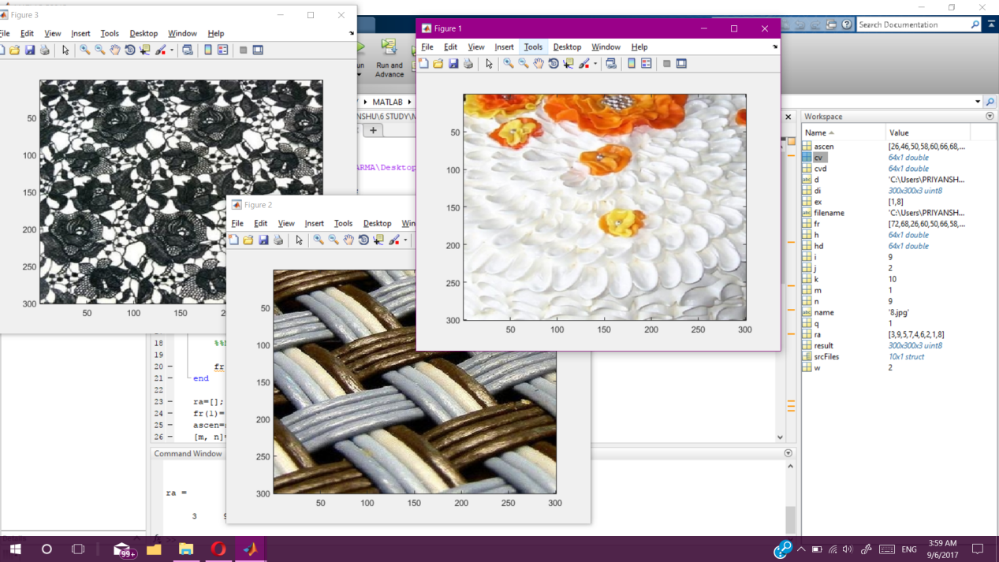 Figure 3
File Edit View Insert Tools Desktop Window Help
50
100
150
200
250
300
50 100 150
Figure 1
File Edit View Insert Tools Desktop Window Help
50
100
150
200
250
300
50 100 150 200 250 300
Figure 2
File Edit View Insert Tools Desktop
50
100
150
200
250
300
50 100 150 200 250 300
Search Documentation
Run and
Advance
MATLAB
ARMA\Desktop
18
19
20 fr
21 end
22
23 ra=[];
24 fr(1)=
25
26 [m, n]
Command Window
ra =
3
>>
Workspace
Name Value
ascen [26,46,50,58,60,66,68,...
cv 64x1 double
cvd 64x1 double
d 'C:\Users\PRIYANSH...
di 300x300x3 uint8
ex [1,8]
filename 'C:\Users\PRIYANSH...
fr [72,68,26,60,50,66,58,...
h 64x1 double
hd 64x1 double
i 9
j 2
k 10
m 1
n 9
name '8.jpg'
q 1
ra [3,9,5,7,4,6,2,1,8]
result 300x300x3 uint8
srcFiles 10x1 struct
w 2
99+
ENG
3:59 AM
9/6/2017